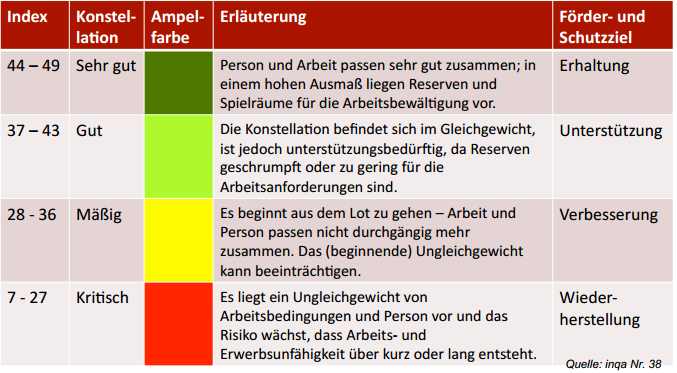 Index
Konstel-
lation
Ampel-
farbe
Erläuterung
Förder- und
Schutzziel
44 – 49
Sehr gut
Person und Arbeit passen sehr gut zusammen; in
einem hohen Ausmaß liegen Reserven und
Spielräume für die Arbeitsbewältigung vor.
Erhaltung
37 – 43
Gut
Die Konstellation befindet sich im Gleichgewicht,
ist jedoch unterstützungsbedürftig, da Reserven
geschrumpft oder zu gering für die
Arbeitsanforderungen sind.
Unterstützung
28 - 36
Mäßig
Es beginnt aus dem Lot zu gehen – Arbeit und
Person passen nicht durchgängig mehr
zusammen. Das (beginnende) Ungleichgewicht
kann beeinträchtigen.
Verbesserung
7 - 27
Kritisch
Es liegt ein Ungleichgewicht von
Arbeitsbedingungen und Person vor und das
Risiko wächst, dass Arbeits- und
Erwerbsunfähigkeit über kurz oder lang entsteht.
Wieder-
herstellung
Quelle: inqa Nr. 38